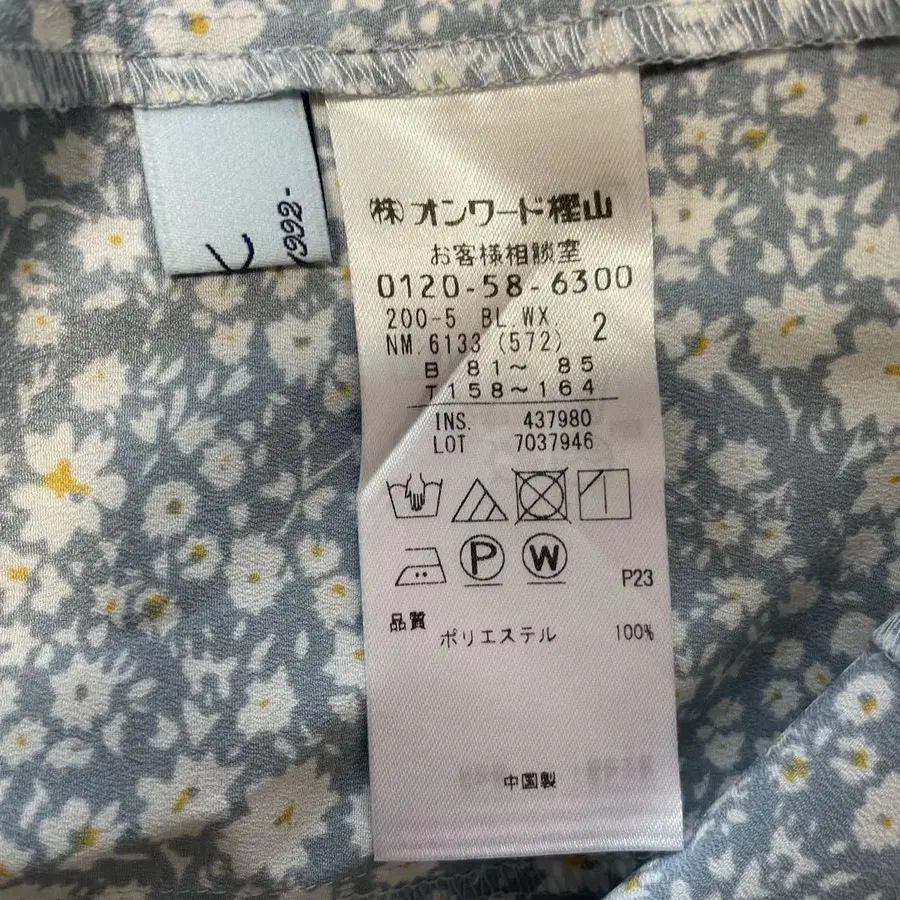 1992-
(株)オンワード樫山
お客様相談室
0120-58-6300
200-5 BL.WX 2
NM.6133 (572)
B 81～ 85
T158～164
INS. 437980
LOT 7037946
P W
P23
品質
ポリエステル 100%
中国製